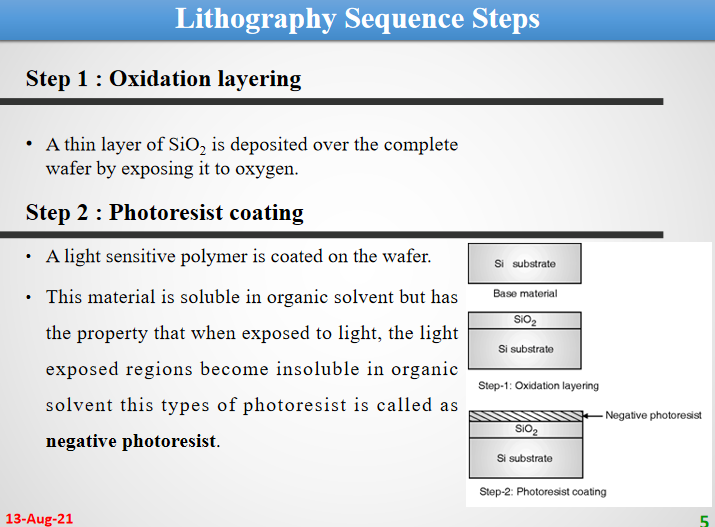 Lithography Sequence Steps
Step 1 : Oxidation layering
• A thin layer of SiO₂ is deposited over the complete
wafer by exposing it to oxygen.
Step 2 : Photoresist coating
• A light sensitive polymer is coated on the wafer.
• This material is soluble in organic solvent but has
the property that when exposed to light, the light
exposed regions become insoluble in organic
solvent this types of photoresist is called as
negative photoresist.
Si substrate
Base material
SiO₂
Si substrate
Step-1: Oxidation layering
Negative photoresist
SiO₂
Si substrate
Step-2: Photoresist coating
13-Aug-21
5